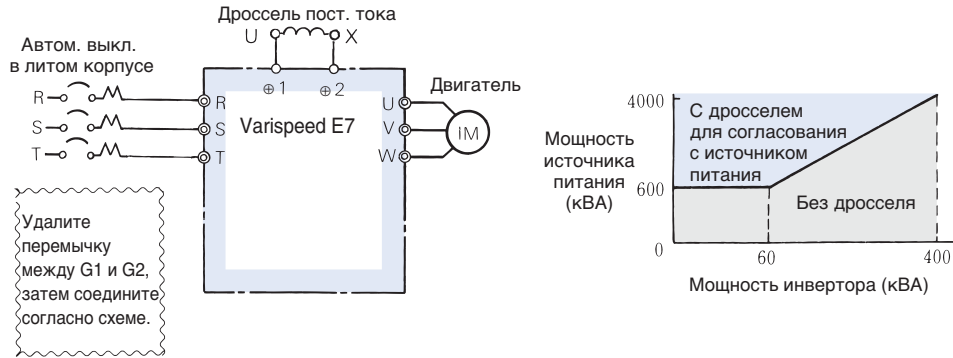 Дроссель пост. тока
U X
Автом. выкл.
в литом корпусе
⊕1 ⊕2
Двигатель
R R U
S S Varispeed E7 V IM
T T W
Удалите
перемычку
между G1 и G2,
затем соедините
согласно схеме.
Мощность
источника
питания
(кВА)
4000
600
0
С дросселем
для согласования
с источником
питания
Без дросселя
60 400
Мощность инвертора (кВА)